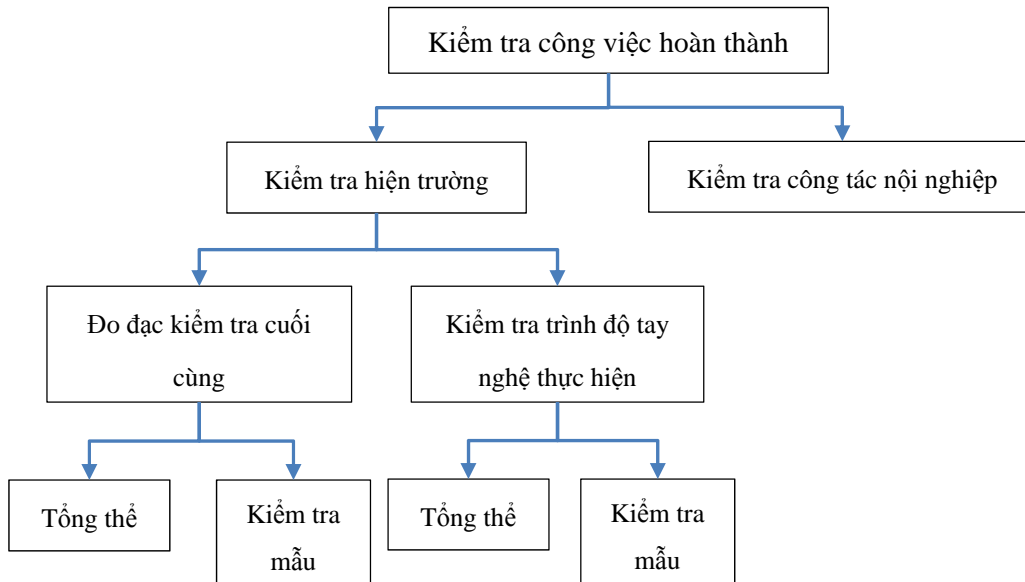 Kiểm tra công việc hoàn thành
Kiểm tra hiện trường
Kiểm tra công tác nội nghiệp
Đo đạc kiểm tra cuối
cùng
Kiểm tra trình độ tay
nghệ thực hiện
Tổng thể
Kiểm tra
mẫu
Tổng thể
Kiểm tra
mẫu